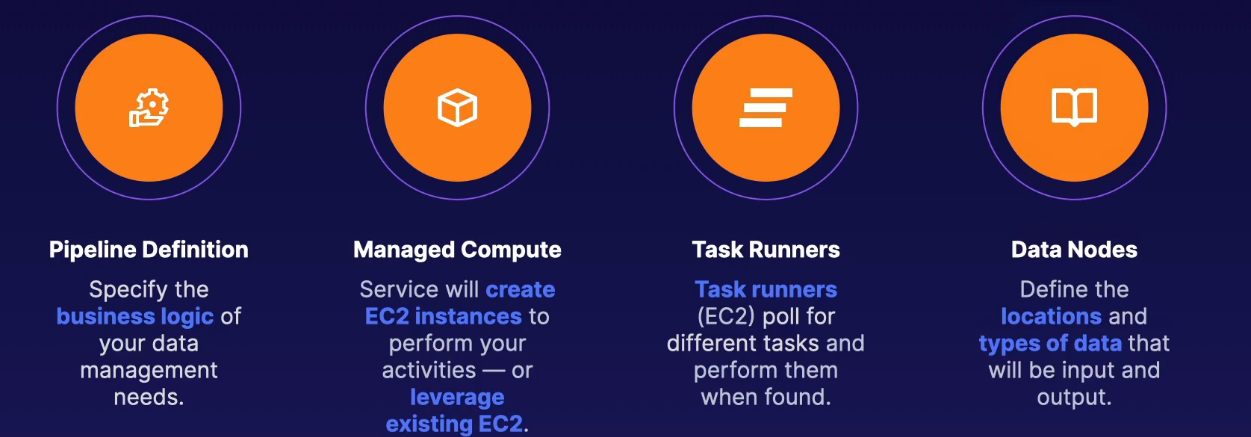 Pipeline Definition
Specify the
business logic of
your data
management
needs.
Managed Compute
Service will create
EC2 instances to
perform your
activities — or
leverage
existing EC2.
Task Runners
Task runners
(EC2) poll for
different tasks and
perform them
when found.
Data Nodes
Define the
locations and
types of data that
will be input and
output.